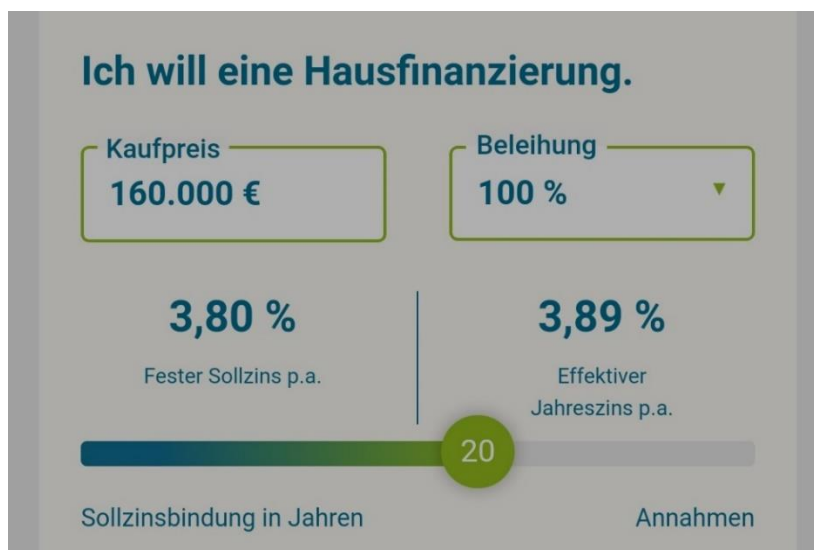 Ich will eine Hausfinanzierung.
Kaufpreis
160.000 €
Beleihung
100 %
3,80 %
Fester Sollzins p.a.
3,89 %
Effektiver
Jahreszins p.a.
20
Sollzinsbindung in Jahren
Annahmen